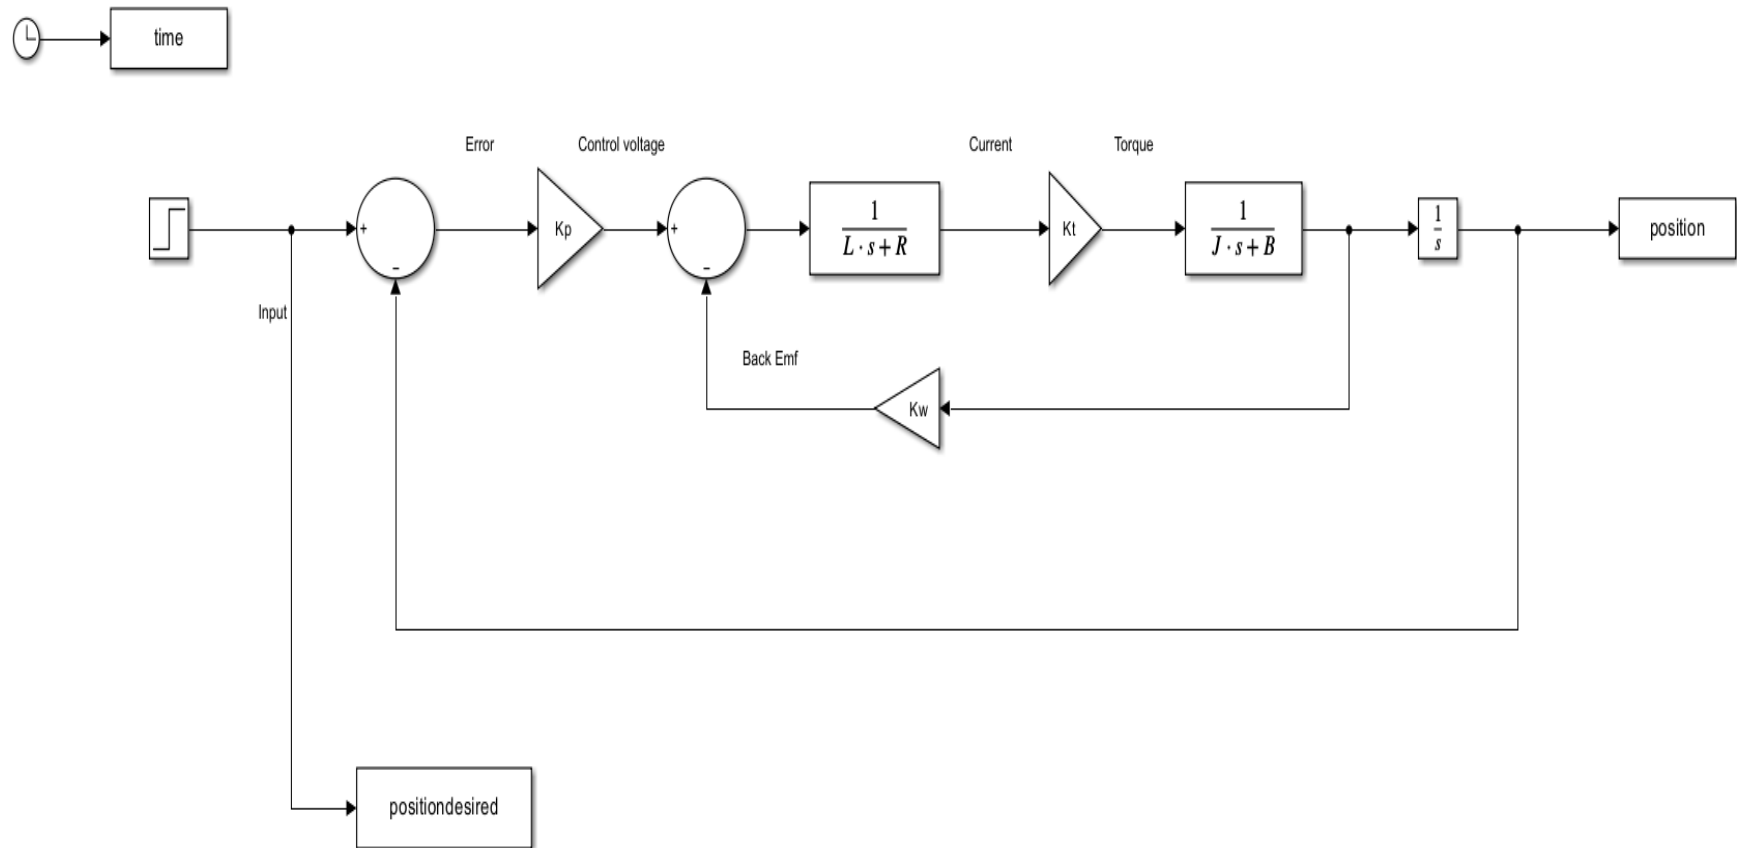 time
Error
Control voltage
Current
Torque
+
−
Kp
+
−
1
L · s + R
Kt
1
J · s + B
1
s
position
Input
Back Emf
Kw
positiondesired